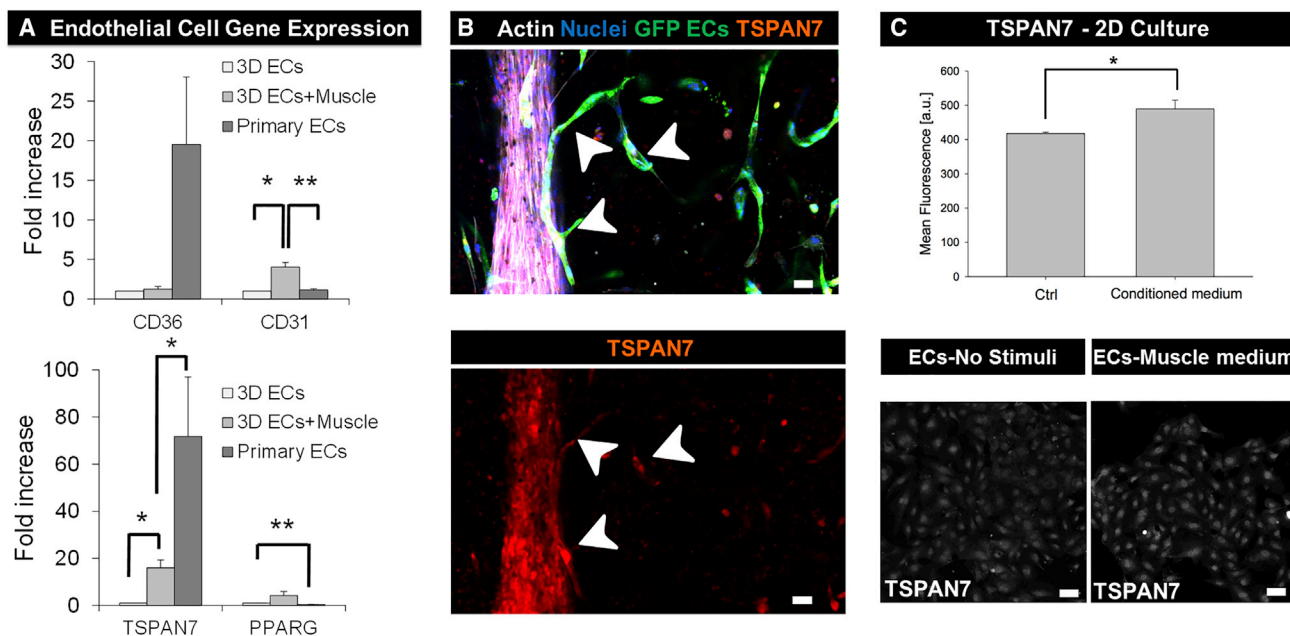 A Endothelial Cell Gene Expression
30
25
20
15
10
5
0
Fold increase
3D ECs
3D ECs+Muscle
Primary ECs
* **
CD36 CD31
100
80
60
40
20
0
Fold increase
*
3D ECs
3D ECs+Muscle
Primary ECs
* **
TSPAN7 PPARG
B Actin Nuclei GFP ECs TSPAN7
TSPAN7
C TSPAN7 - 2D Culture
*
600
500
400
300
200
100
0
Mean Fluorescence [a.u.]
Ctrl Conditioned medium
ECs-No Stimuli ECs-Muscle medium
TSPAN7 TSPAN7